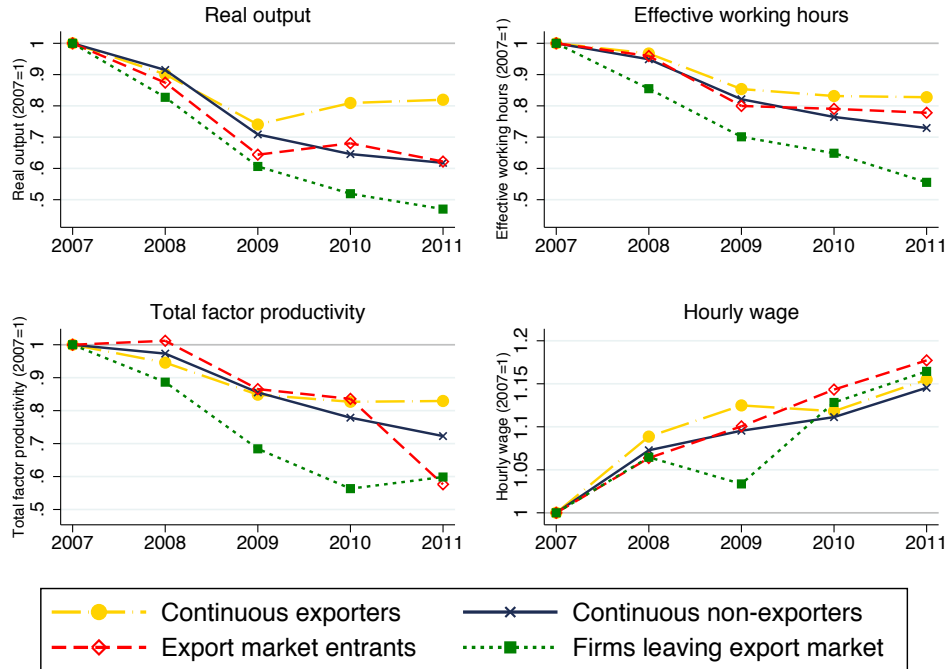 Real output
Real output (2007=1)
1
.9
.8
.7
.6
.5
2007 2008 2009 2010 2011
Effective working hours
Effective working hours (2007=1)
1
.9
.8
.7
.6
.5
2007 2008 2009 2010 2011
Total factor productivity
Total factor productivity (2007=1)
1
.9
.8
.7
.6
.5
2007 2008 2009 2010 2011
Hourly wage
Hourly wage (2007=1)
1.2
1.15
1.1
1.05
1
2007 2008 2009 2010 2011
Continuous exporters
Continuous non-exporters
Export market entrants
Firms leaving export market